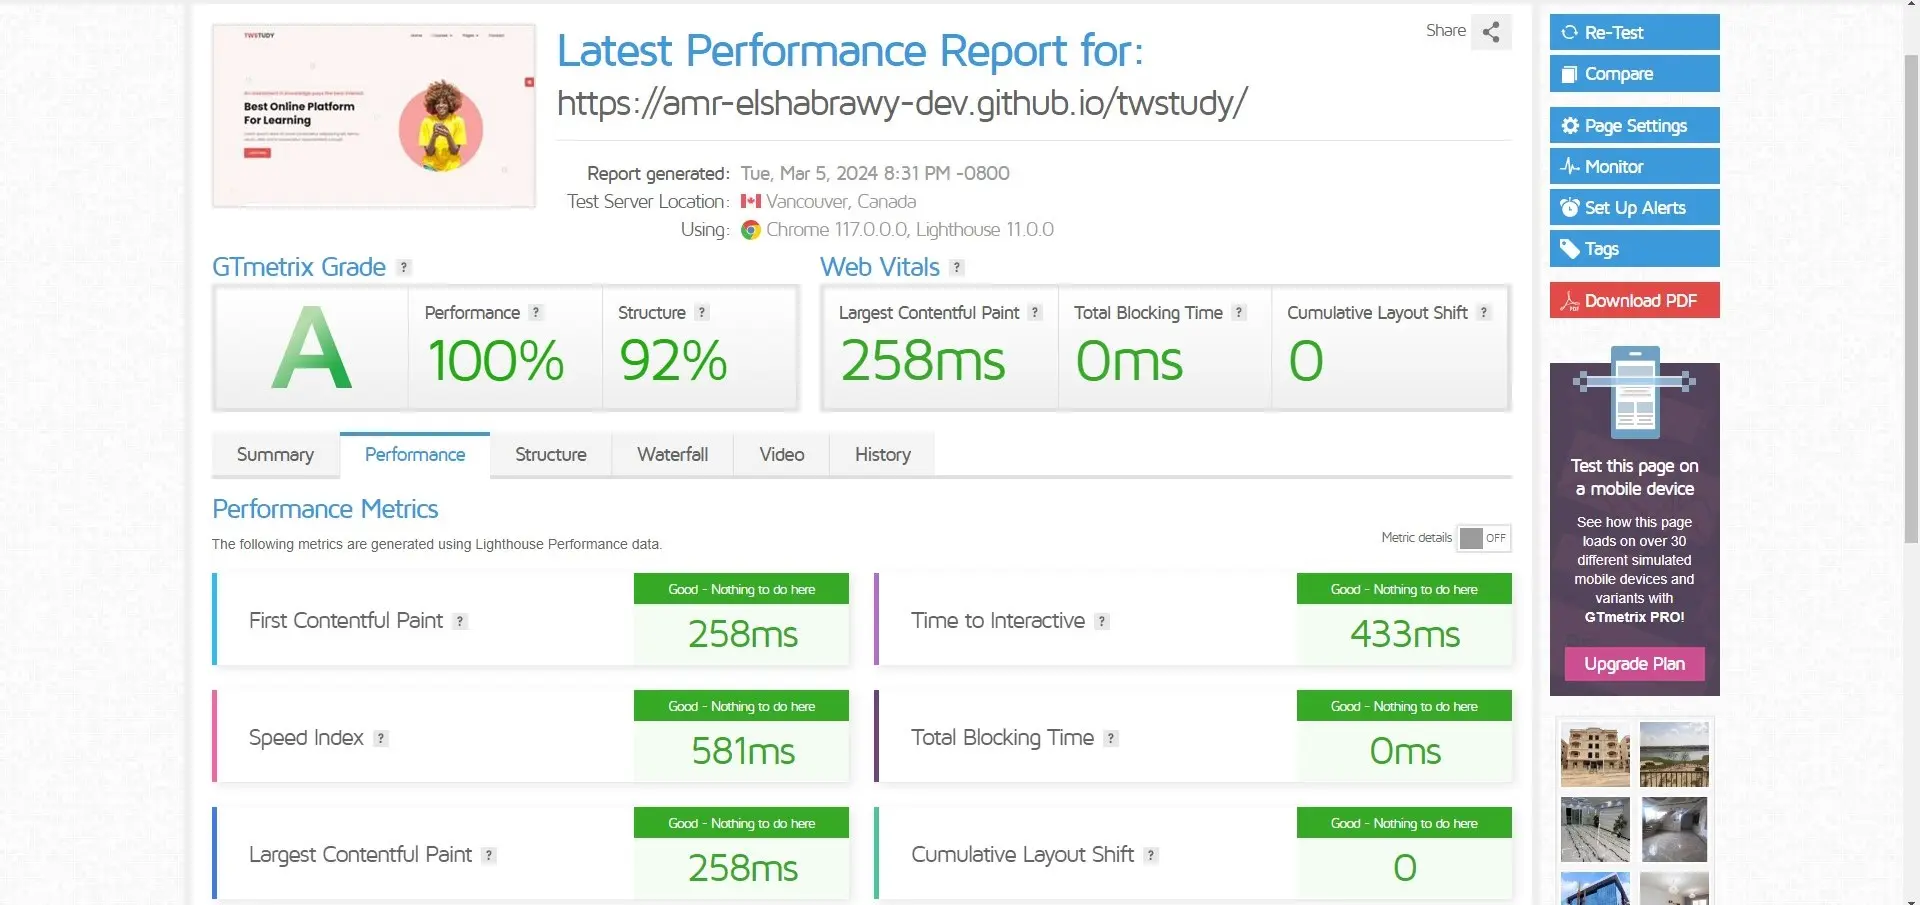 TWSTUDY
Home Courses Pages Contact
Best Online Platform
For Learning
Latest Performance Report for:
https://amr-elshabrawy-dev.github.io/twstudy/
Share
Report generated: Tue, Mar 5, 2024 8:31 PM -0800
Test Server Location: Vancouver, Canada
Using: Chrome 117.0.0.0, Lighthouse 11.0.0
GTmetrix Grade ?
A
Performance ?
100%
Structure ?
92%
Web Vitals ?
Largest Contentful Paint ?
258ms
Total Blocking Time ?
0ms
Cumulative Layout Shift ?
0
Summary Performance Structure Waterfall Video History
Performance Metrics
The following metrics are generated using Lighthouse Performance data.
Metric details OFF
First Contentful Paint ?
Good - Nothing to do here
258ms
Time to Interactive ?
Good - Nothing to do here
433ms
Speed Index ?
Good - Nothing to do here
581ms
Total Blocking Time ?
Good - Nothing to do here
0ms
Largest Contentful Paint ?
Good - Nothing to do here
258ms
Cumulative Layout Shift ?
Good - Nothing to do here
0
Re-Test
Compare
Page Settings
Monitor
Set Up Alerts
Tags
PDF Download PDF
Test this page on
a mobile device
See how this page
loads on over 30
different simulated
mobile devices and
variants with
GTmetrix PRO!
Upgrade Plan